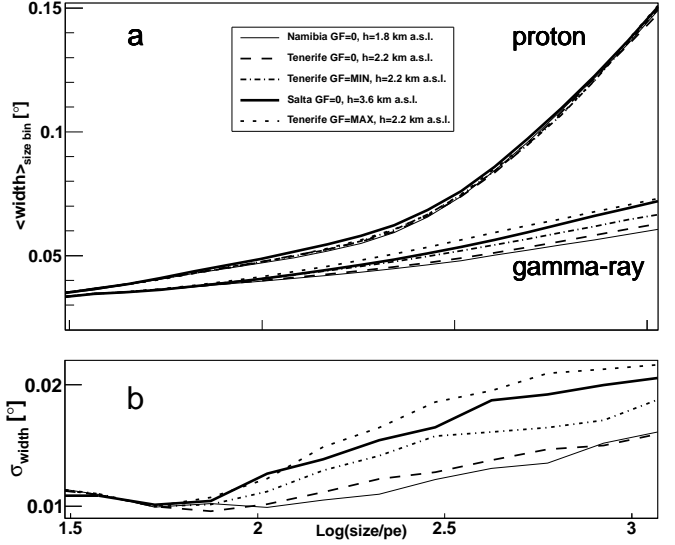 0.15
a
proton
Namibia GF=0, h=1.8 km a.s.l.
Tenerife GF=0, h=2.2 km a.s.l.
Tenerife GF=MIN, h=2.2 km a.s.l.
Salta GF=0, h=3.6 km a.s.l.
Tenerife GF=MAX, h=2.2 km a.s.l.
<width>size bin [°]
0.1
0.05
gamma-ray
b
0.02
σwidth [°]
0.01
1.5
2
2.5
3
Log(size/pe)